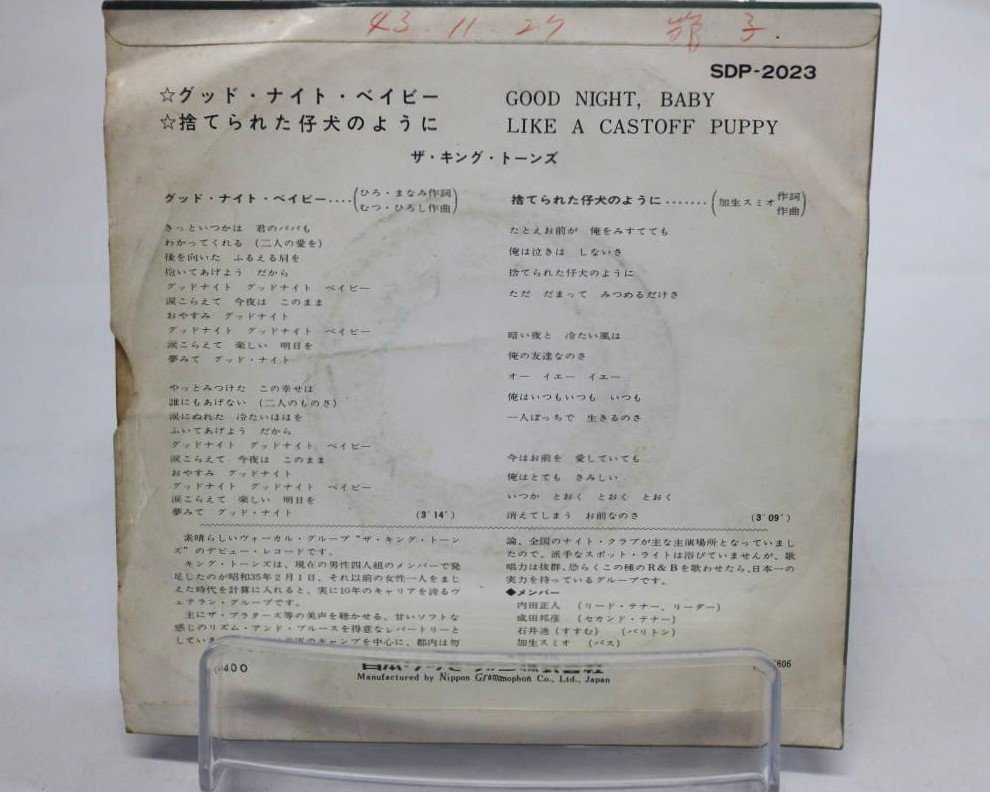 43.11.27 子.
SDP-2023
☆グッド・ナイト・ベイビー GOOD NIGHT, BABY
☆捨てられた仔犬のように LIKE A CASTOFF PUPPY
ザ・キング・トーンズ
グッド・ナイト・ベイビー‥‥(ひろ・まなみ作詞
むつ・ひろし作曲)
きっといつかは 君のパパも
わかってくれる (二人の愛を)
後を向いた ふるえる肩を
抱いてあげよう だから
グッドナイト グッドナイト ベイビー
涙こらえて 今夜は このまま
おやすみ グッドナイト
グッドナイト グッドナイト ベイビー
涙こらえて 楽しい 明日を
夢みて グッド・ナイト
やっとみつけた この幸せは
誰にもあげない (二人のものさ)
涙にぬれた 冷たいほほを
ふいてあげよう だから
グッドナイト グッドナイト ベイビー
涙こらえて 今夜は このまま
おやすみ グッドナイト
グッドナイト グッドナイト ベイビー
涙こらえて 楽しい 明日を
夢みて グッド・ナイト (3′14″)
捨てられた仔犬のように‥‥‥(加生スミオ作詞
作曲)
たとえお前が 俺をみすてても
俺は泣きは しないさ
捨てられた仔犬のように
ただ だまって みつめるだけさ
暗い夜と 冷たい風は
俺の友達なのさ
オー イエー イエー
俺はいつもいつも いつも
一人ぼっちで 生きるのさ
今はお前を 愛していても
俺はとても さみしい
いつか とおく とおく とおく
消えてしまう お前なのさ (3′09″)
素晴らしいヴォーカル・グループ“ザ・キング・トーン
ズ”のデビュー・レコードです。
キング・トーンズは、現在の男性四人組のメンバーで発
足したのが昭和35年2月1日、それ以前の女性一人をまじ
えた時代を計算に入れると、実に10年のキャリアを誇るヴ
ェテラン・グループです。
主にザ・プラターズ等の美声を聴かせる、甘いソフトな
感じのリズム・アンド・ブルースを得意なレパートリーと
していま のキャンプを中心に、都内は勿
論、全国のナイト・クラブが主な主演場所となっていまし
たので、派手なスポット・ライトは浴びていませんが、歌
唱力は抜群、恐らくこの種のR&Bを歌わせたら、日本一の
実力を持っているグループです。
◆メンバー
内田正人 (リード・テナー、リーダー)
成田邦彦 (セカンド・テナー)
石井迪(すすむ) (バリトン)
加生スミオ (バス)
400
806
Manufactured by Nippon Grammophon Co., Ltd., Japan